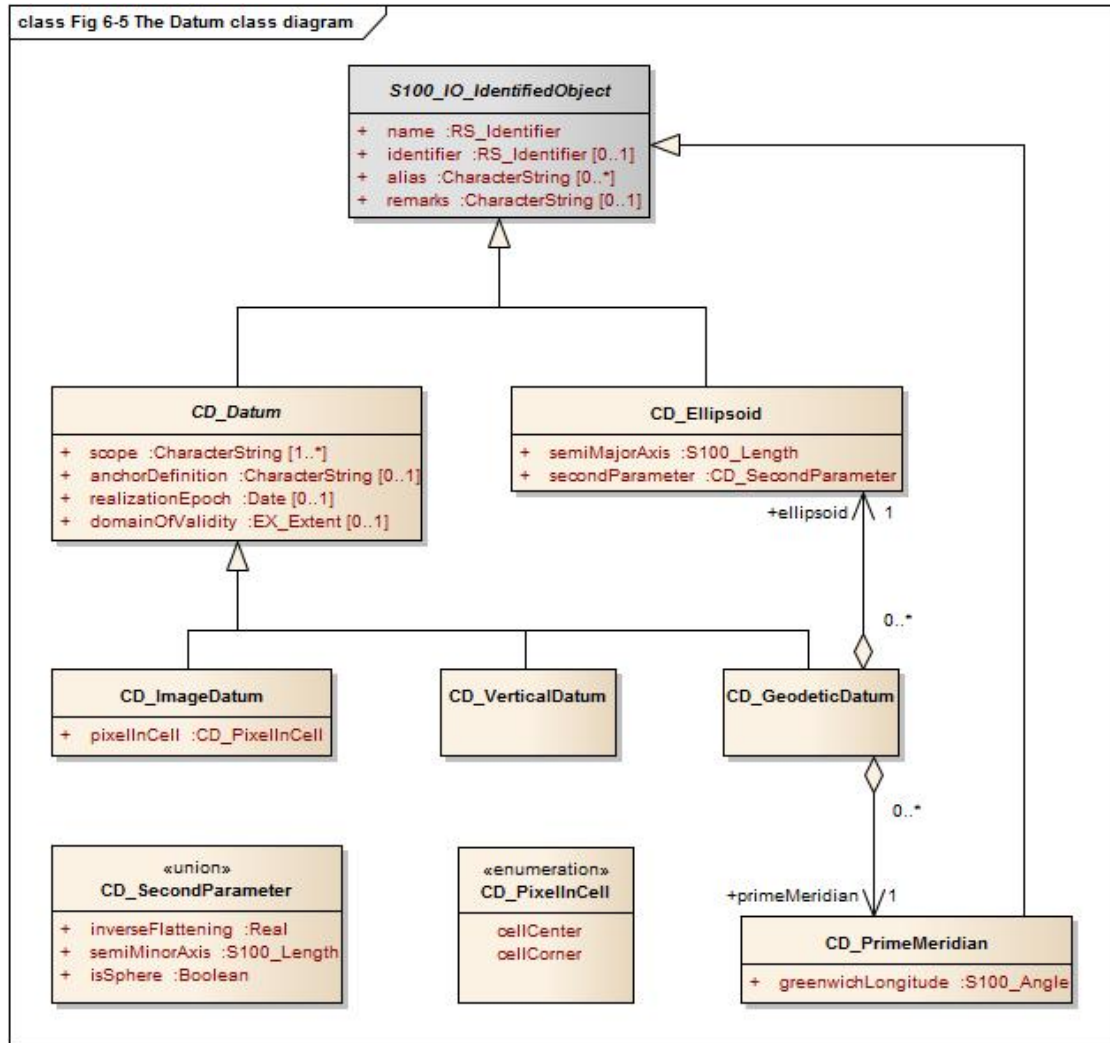 class Fig 6-5 The Datum class diagram
S100_IO_IdentifiedObject
+ name :RS_Identifier
+ identifier :RS_Identifier [0..1]
+ alias :CharacterString [0..*]
+ remarks :CharacterString [0..1]
CD_Datum
+ scope :CharacterString [1..*]
+ anchorDefinition :CharacterString [0..1]
+ realizationEpoch :Date [0..1]
+ domainOfValidity :EX_Extent [0..1]
CD_Ellipsoid
+ semiMajorAxis :S100_Length
+ secondParameter :CD_SecondParameter
+ellipsoid 1
0..*
CD_ImageDatum
+ pixelInCell :CD_PixelInCell
CD_VerticalDatum
CD_GeodeticDatum
0..*
+primeMeridian 1
«union»
CD_SecondParameter
+ inverseFlattening :Real
+ semiMinorAxis :S100_Length
+ isSphere :Boolean
«enumeration»
CD_PixelInCell
cellCenter
cellCorner
CD_PrimeMeridian
+ greenwichLongitude :S100_Angle